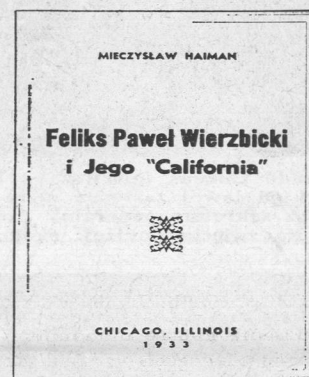 MIECZYSŁAW HAIMAN
Feliks Paweł Wierzbicki
i Jego "California"
CHICAGO, ILLINOIS
1933